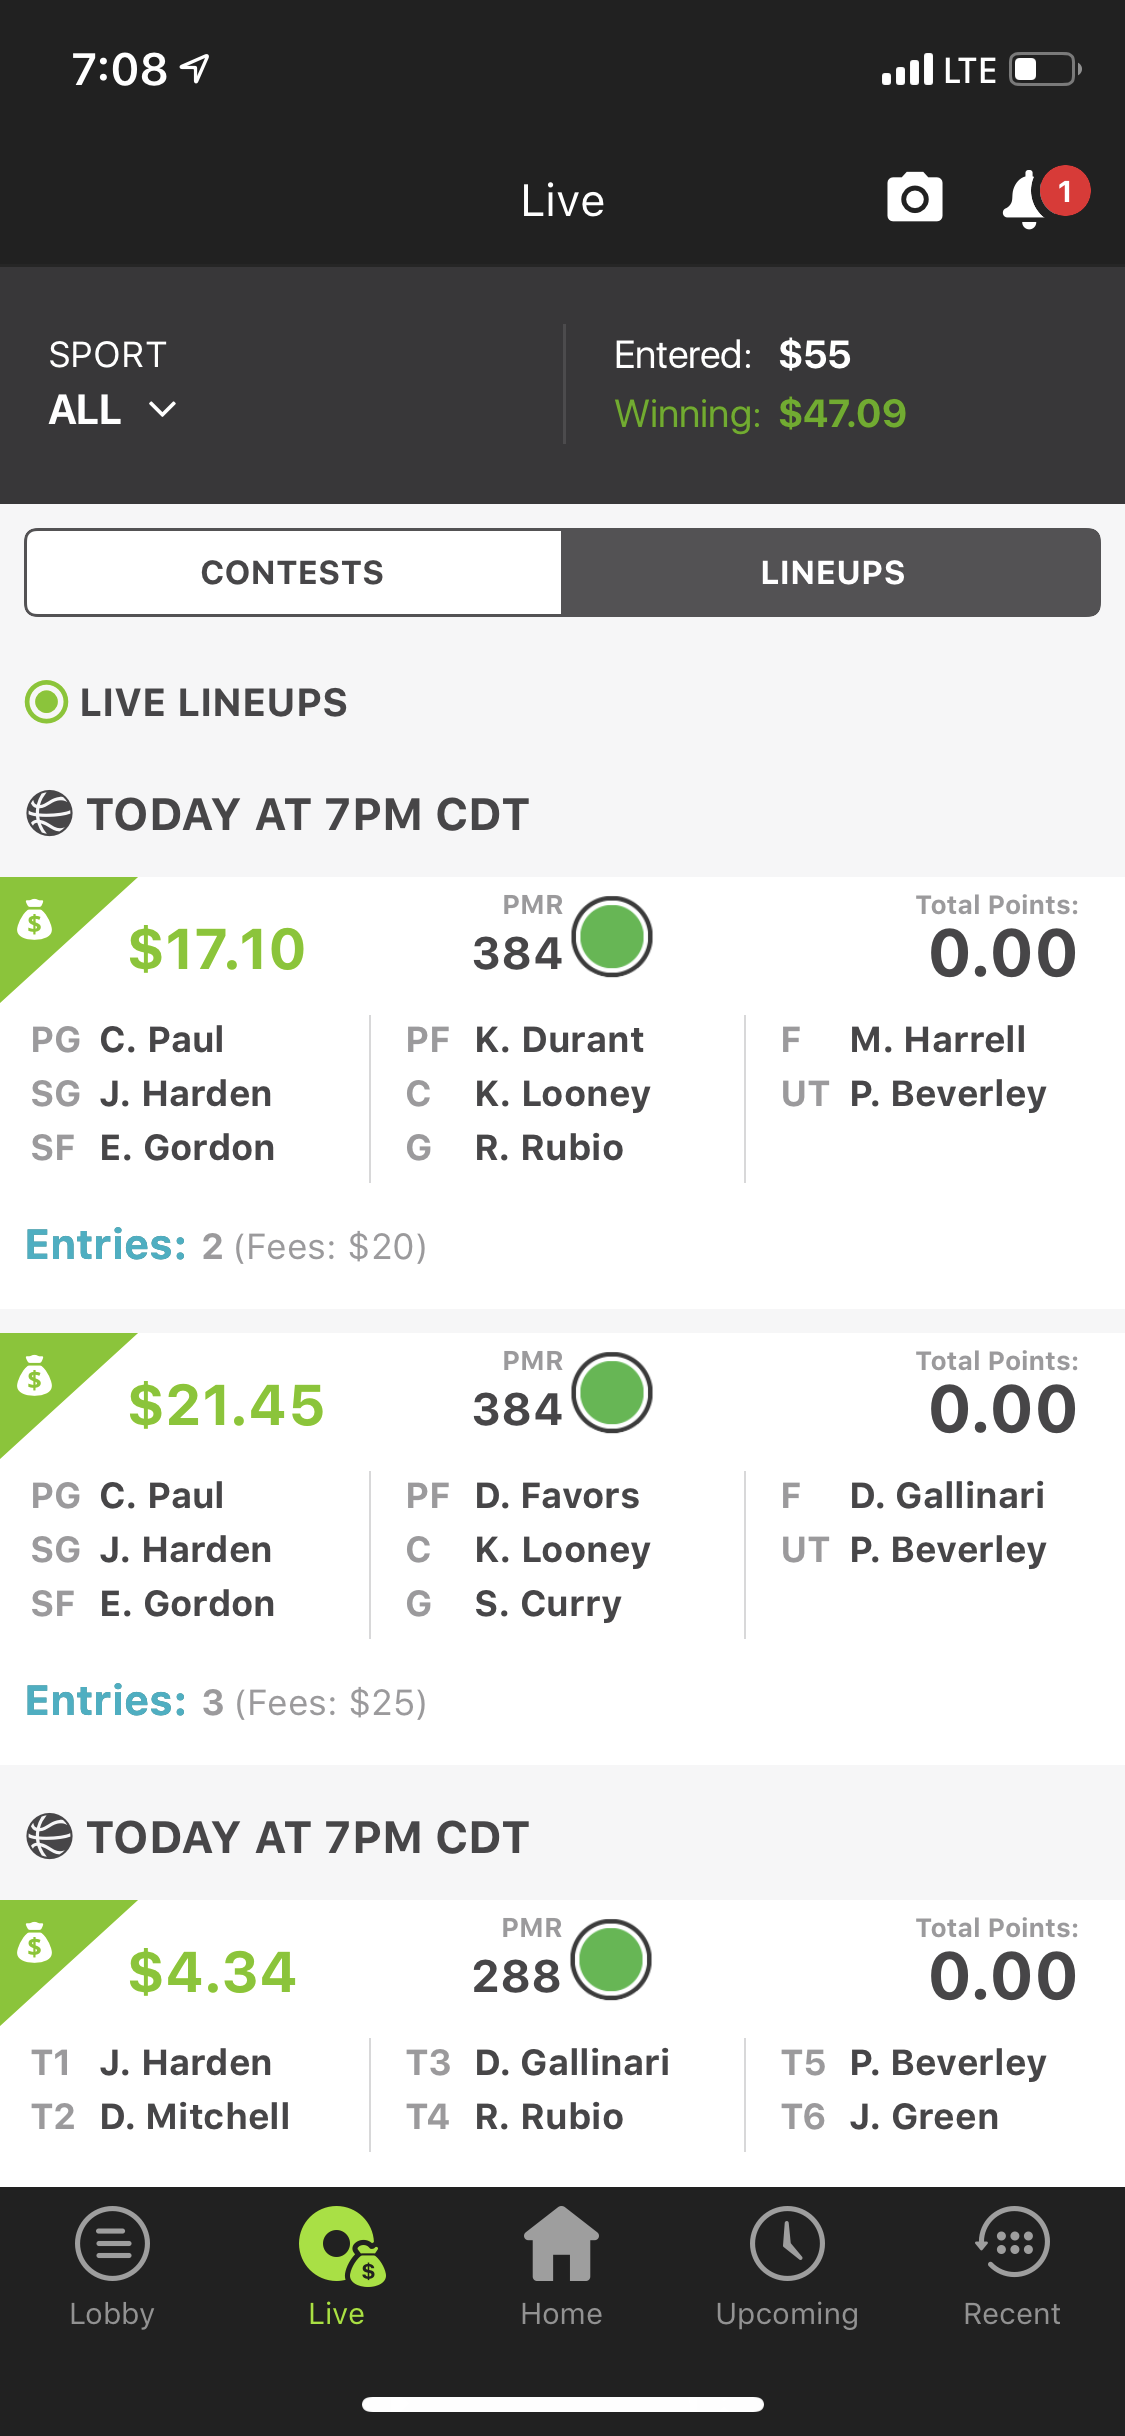 7:08 LTE
Live 1
SPORT
ALL
Entered: $55
Winning: $47.09
CONTESTS LINEUPS
LIVE LINEUPS
TODAY AT 7PM CDT
$ $17.10 PMR 384 Total Points: 0.00
PG C. Paul
SG J. Harden
SF E. Gordon
PF K. Durant
C K. Looney
G R. Rubio
F M. Harrell
UT P. Beverley
Entries: 2 (Fees: $20)
$ $21.45 PMR 384 Total Points: 0.00
PG C. Paul
SG J. Harden
SF E. Gordon
PF D. Favors
C K. Looney
G S. Curry
F D. Gallinari
UT P. Beverley
Entries: 3 (Fees: $25)
TODAY AT 7PM CDT
$ $4.34 PMR 288 Total Points: 0.00
T1 J. Harden
T2 D. Mitchell
T3 D. Gallinari
T4 R. Rubio
T5 P. Beverley
T6 J. Green
$
Lobby Live Home Upcoming Recent